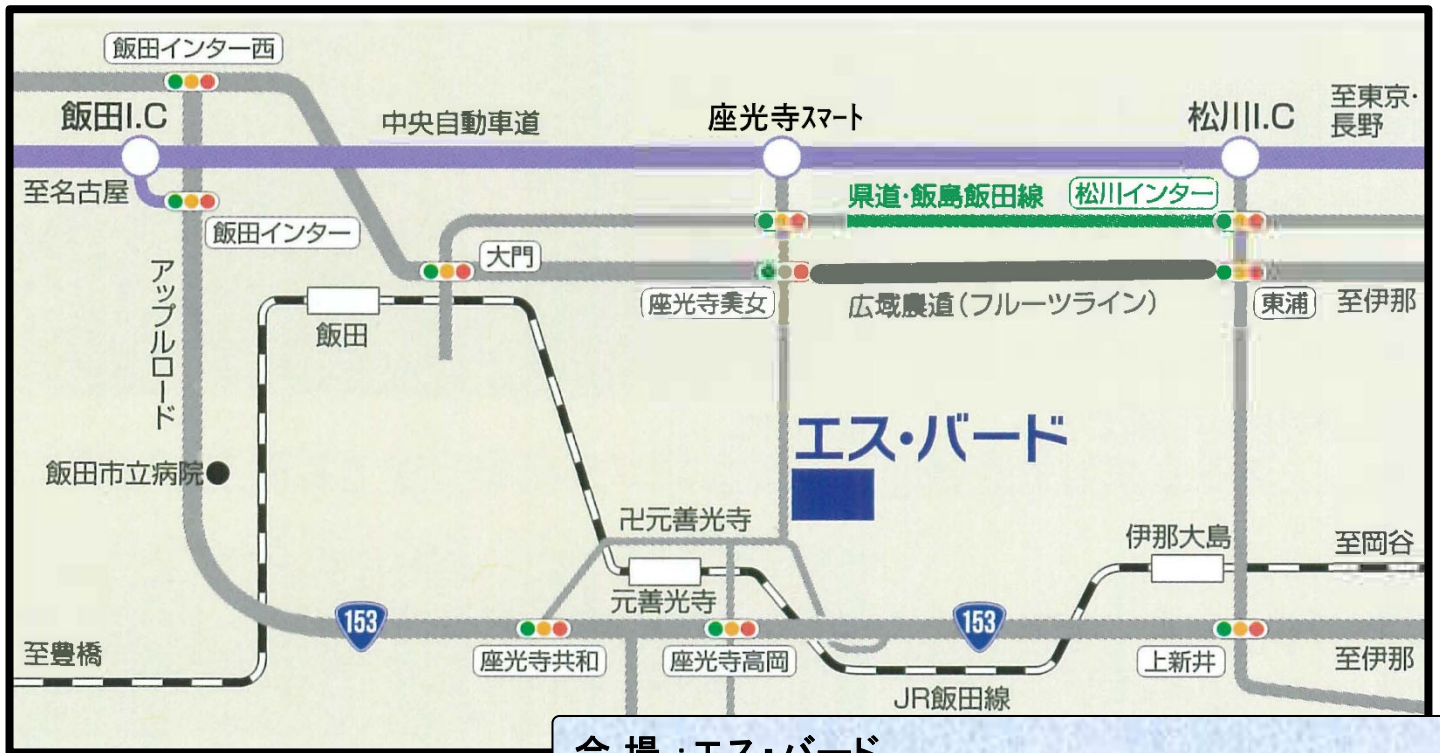 飯田インター西
飯田I.C
中央自動車道
座光寺スマート
松川I.C
至東京・
長野
至名古屋
県道・飯島飯田線
松川インター
飯田インター
大門
座光寺美女
広域農道(フルーツライン)
東浦
至伊那
アップルロード
飯田
エス・バード
飯田市立病院
卍元善光寺
伊那大島
至岡谷
元善光寺
153
153
至豊橋
座光寺共和
座光寺高岡
上新井
至伊那
JR飯田線
会 場 :エス・バード